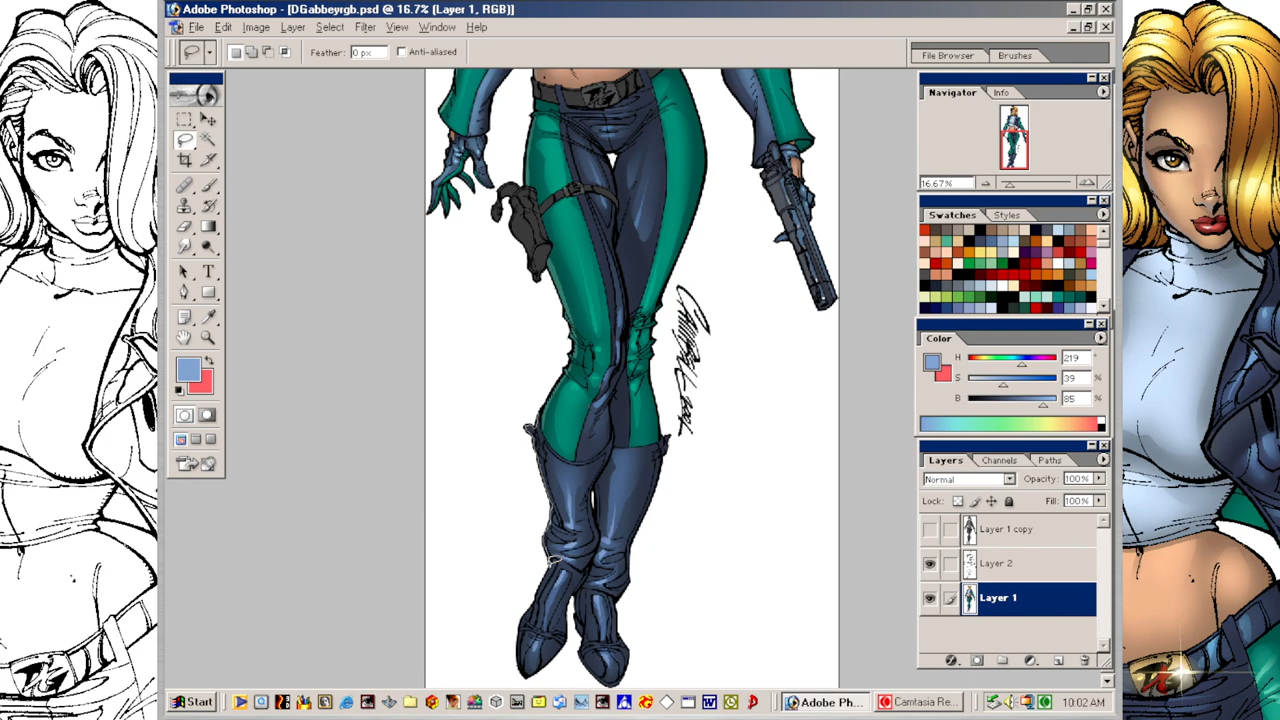 Adobe Photoshop - [DGabbeyrgb.psd @ 16.7% (Layer 1, RGB)]
File Edit Image Layer Select Filter View Window Help
Feather: 0 px Anti-aliased
File Browser Brushes
Navigator Info
16.67%
Swatches Styles
Color
H 219 °
S 39 %
B 85 %
Layers Channels Paths
Normal Opacity: 100%
Lock: Fill: 100%
Layer 1 copy
Layer 2
Layer 1
Start Adobe Ph... Camtasia Re... 10:02 AM